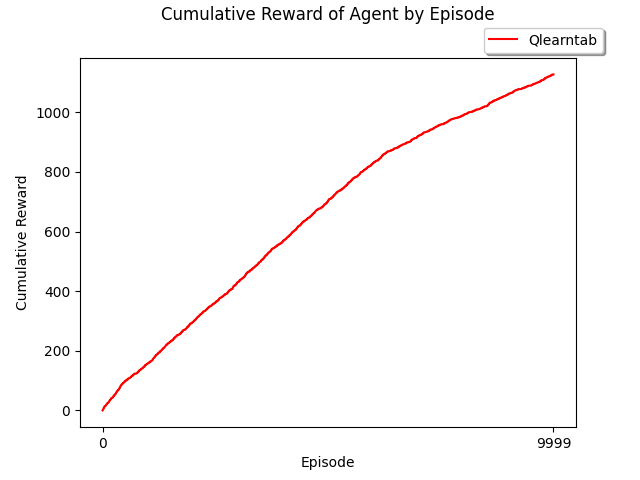 Cumulative Reward of Agent by Episode
Qlearntab
1000
800
600
400
200
0
Cumulative Reward
0
9999
Episode